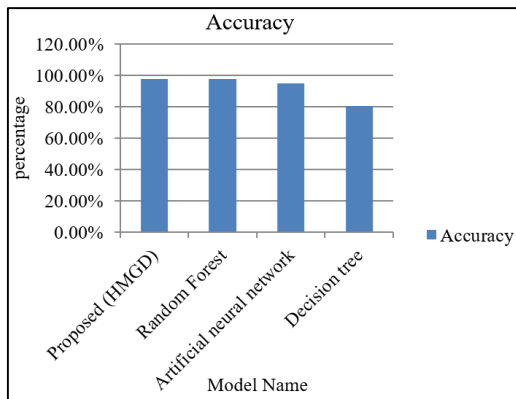 Accuracy
120.00%
100.00%
80.00%
60.00%
40.00%
20.00%
0.00%
percentage
Proposed (HMGD)
Random Forest
Artificial neural network
Decision tree
Model Name
Accuracy